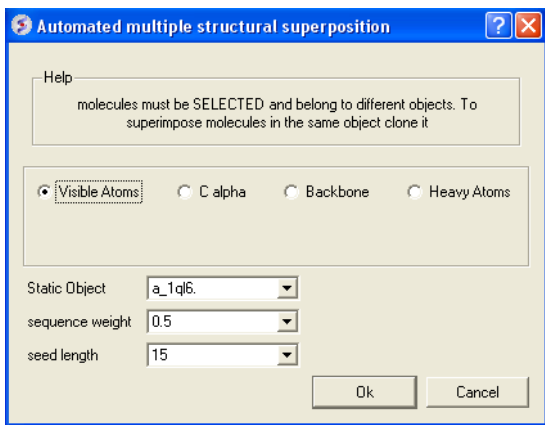 Automated multiple structural superposition
Help
molecules must be SELECTED and belong to different objects. To
superimpose molecules in the same object clone it
Visible Atoms C alpha Backbone Heavy Atoms
Static Object a_1ql6.
sequence weight 0.5
seed length 15
Ok Cancel